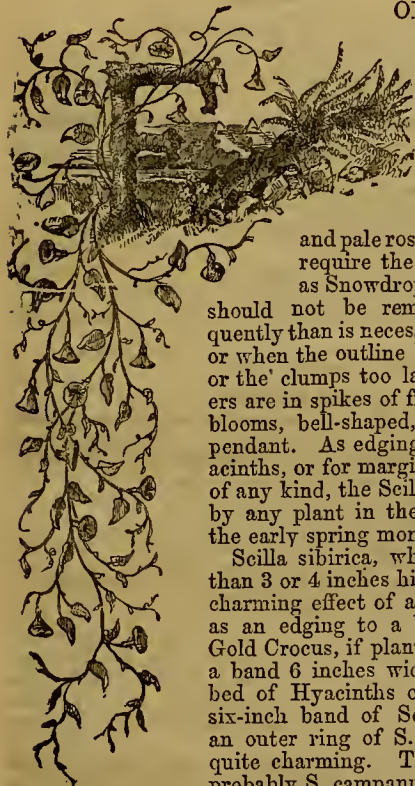 F
and pale ros
require the
as Snowdro
should not be rem
quently than is neces
or when the outline
or the' clumps too la
ers are in spikes of f
blooms, bell-shaped,
pendant. As edging
acinths, or for margi
of any kind, the Scil
by any plant in the
the early spring mor
Scilla sibirica, wh
than 3 or 4 inches hi
charming effect of a
as an edging to a
Gold Crocus, if plant
a band 6 inches wid
bed of Hyacinths c
six-inch band of Sc
an outer ring of S.
quite charming. T
probably S. campanu